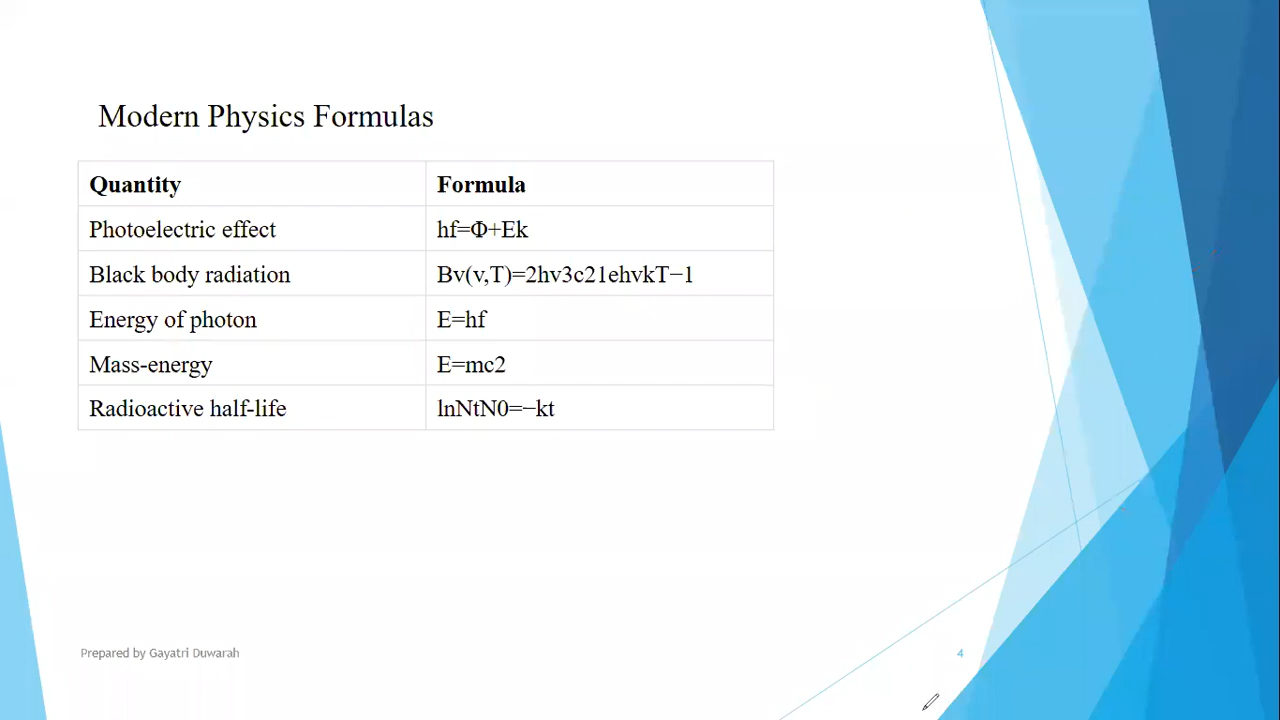 Modern Physics Formulas
Quantity Formula
Photoelectric effect hf=Φ+Ek
Black body radiation Bv(v,T)=2hv3c21ehvkT−1
Energy of photon E=hf
Mass-energy E=mc2
Radioactive half-life lnNtN0=−kt
Prepared by Gayatri Duwarah 4